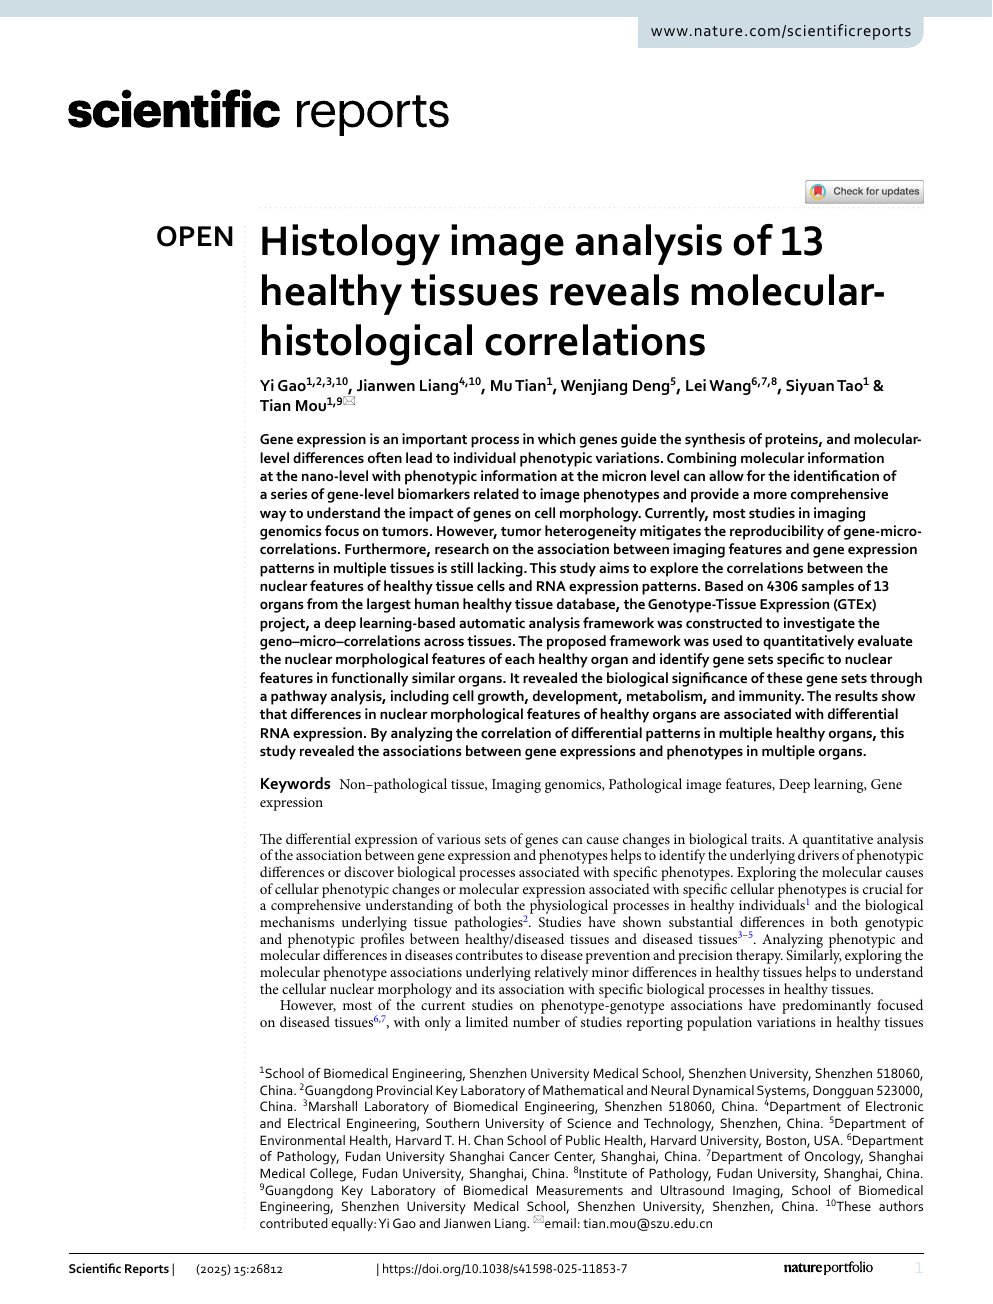 www.nature.com/scientificreports
scientific reports
Check for updates
OPEN
Histology image analysis of 13
healthy tissues reveals molecular-
histological correlations
Yi Gao1,2,3,10, Jianwen Liang4,10, Mu Tian1, Wenjiang Deng5, Lei Wang6,7,8, Siyuan Tao1 &
Tian Mou1,9✉
Gene expression is an important process in which genes guide the synthesis of proteins, and molecular-
level differences often lead to individual phenotypic variations. Combining molecular information
at the nano-level with phenotypic information at the micron level can allow for the identification of
a series of gene-level biomarkers related to image phenotypes and provide a more comprehensive
way to understand the impact of genes on cell morphology. Currently, most studies in imaging
genomics focus on tumors. However, tumor heterogeneity mitigates the reproducibility of gene-micro-
correlations. Furthermore, research on the association between imaging features and gene expression
patterns in multiple tissues is still lacking. This study aims to explore the correlations between the
nuclear features of healthy tissue cells and RNA expression patterns. Based on 4306 samples of 13
organs from the largest human healthy tissue database, the Genotype-Tissue Expression (GTEx)
project, a deep learning-based automatic analysis framework was constructed to investigate the
geno–micro–correlations across tissues. The proposed framework was used to quantitatively evaluate
the nuclear morphological features of each healthy organ and identify gene sets specific to nuclear
features in functionally similar organs. It revealed the biological significance of these gene sets through
a pathway analysis, including cell growth, development, metabolism, and immunity. The results show
that differences in nuclear morphological features of healthy organs are associated with differential
RNA expression. By analyzing the correlation of differential patterns in multiple healthy organs, this
study revealed the associations between gene expressions and phenotypes in multiple organs.
Keywords Non–pathological tissue, Imaging genomics, Pathological image features, Deep learning, Gene
expression
The differential expression of various sets of genes can cause changes in biological traits. A quantitative analysis
of the association between gene expression and phenotypes helps to identify the underlying drivers of phenotypic
differences or discover biological processes associated with specific phenotypes. Exploring the molecular causes
of cellular phenotypic changes or molecular expression associated with specific cellular phenotypes is crucial for
a comprehensive understanding of both the physiological processes in healthy individuals1 and the biological
mechanisms underlying tissue pathologies2. Studies have shown substantial differences in both genotypic
and phenotypic profiles between healthy/diseased tissues and diseased tissues3–5. Analyzing phenotypic and
molecular differences in diseases contributes to disease prevention and precision therapy. Similarly, exploring the
molecular phenotype associations underlying relatively minor differences in healthy tissues helps to understand
the cellular nuclear morphology and its association with specific biological processes in healthy tissues.
However, most of the current studies on phenotype-genotype associations have predominantly focused
on diseased tissues6,7, with only a limited number of studies reporting population variations in healthy tissues
1School of Biomedical Engineering, Shenzhen University Medical School, Shenzhen University, Shenzhen 518060,
China. 2Guangdong Provincial Key Laboratory of Mathematical and Neural Dynamical Systems, Dongguan 523000,
China. 3Marshall Laboratory of Biomedical Engineering, Shenzhen 518060, China. 4Department of Electronic
and Electrical Engineering, Southern University of Science and Technology, Shenzhen, China. 5Department of
Environmental Health, Harvard T. H. Chan School of Public Health, Harvard University, Boston, USA. 6Department
of Pathology, Fudan University Shanghai Cancer Center, Shanghai, China. 7Department of Oncology, Shanghai
Medical College, Fudan University, Shanghai, China. 8Institute of Pathology, Fudan University, Shanghai, China.
9Guangdong Key Laboratory of Biomedical Measurements and Ultrasound Imaging, School of Biomedical
Engineering, Shenzhen University Medical School, Shenzhen University, Shenzhen, China. 10These authors
contributed equally: Yi Gao and Jianwen Liang. ✉email: tian.mou@szu.edu.cn
Scientific Reports | (2025) 15:26812 | https://doi.org/10.1038/s41598-025-11853-7 natureportfolio 1